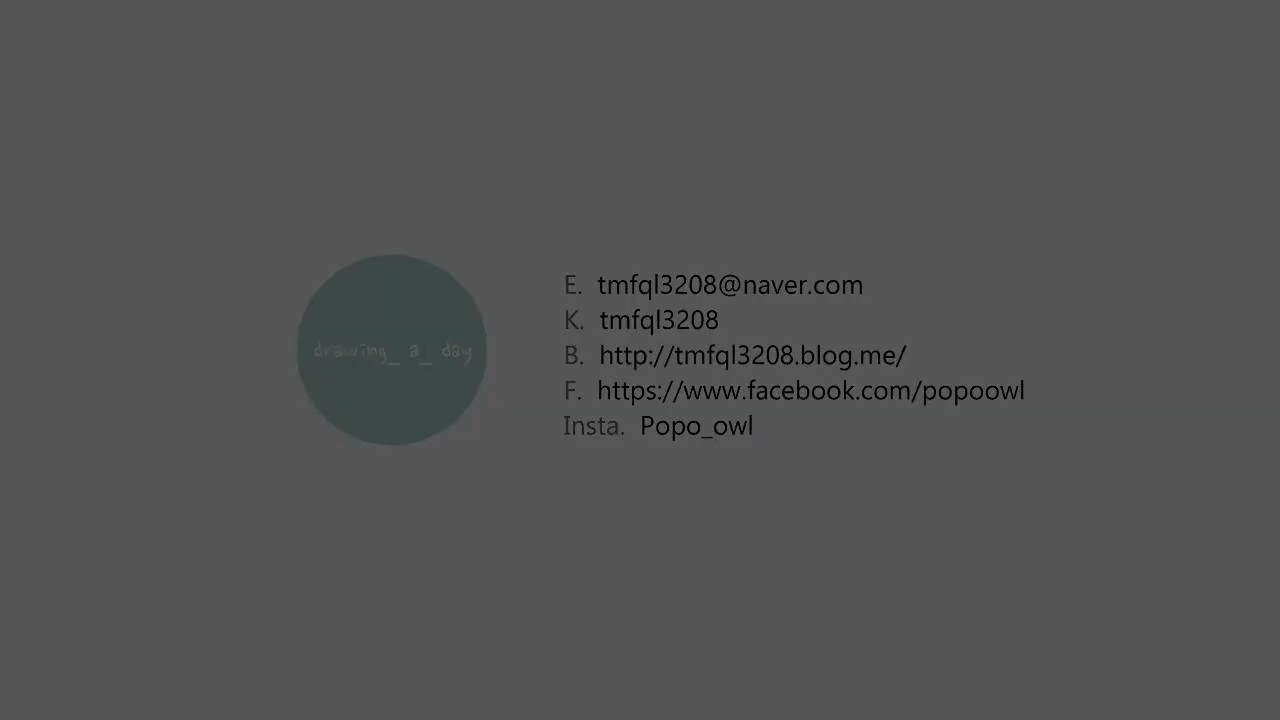 drawing_ a_ day
E. tmfql3208@naver.com
K. tmfql3208
B. http://tmfql3208.blog.me/
F. https://www.facebook.com/popoowl
Insta. Popo_owl